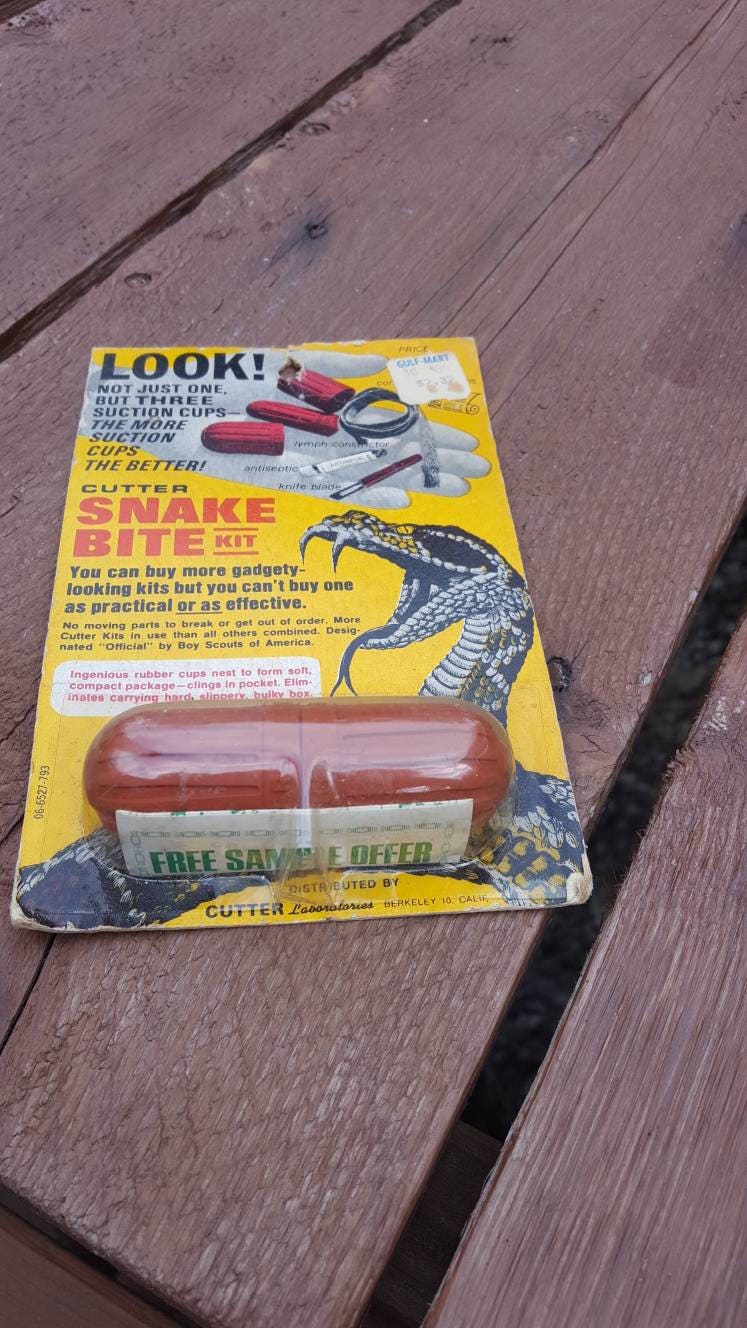 LOOK!
NOT JUST ONE,
BUT THREE
SUCTION CUPS—
THE MORE
SUCTION
CUPS
THE BETTER!
PRICE
GULF-MART
lymph constrictor
antiseptic
knife blade
CUTTER
SNAKE
BITE KIT
You can buy more gadgety-
looking kits but you can't buy one
as practical or as effective.
No moving parts to break or get out of order. More
Cutter Kits in use than all others combined. Desig-
nated "Official" by Boy Scouts of America.
Ingenious rubber cups nest to form soft,
compact package—clings in pocket. Elim-
inates carrying hard, slippery, bulky box.
06-6527-793
FREE SAMPLE OFFER
DISTRIBUTED BY
CUTTER Laboratories BERKELEY 10, CALIF.